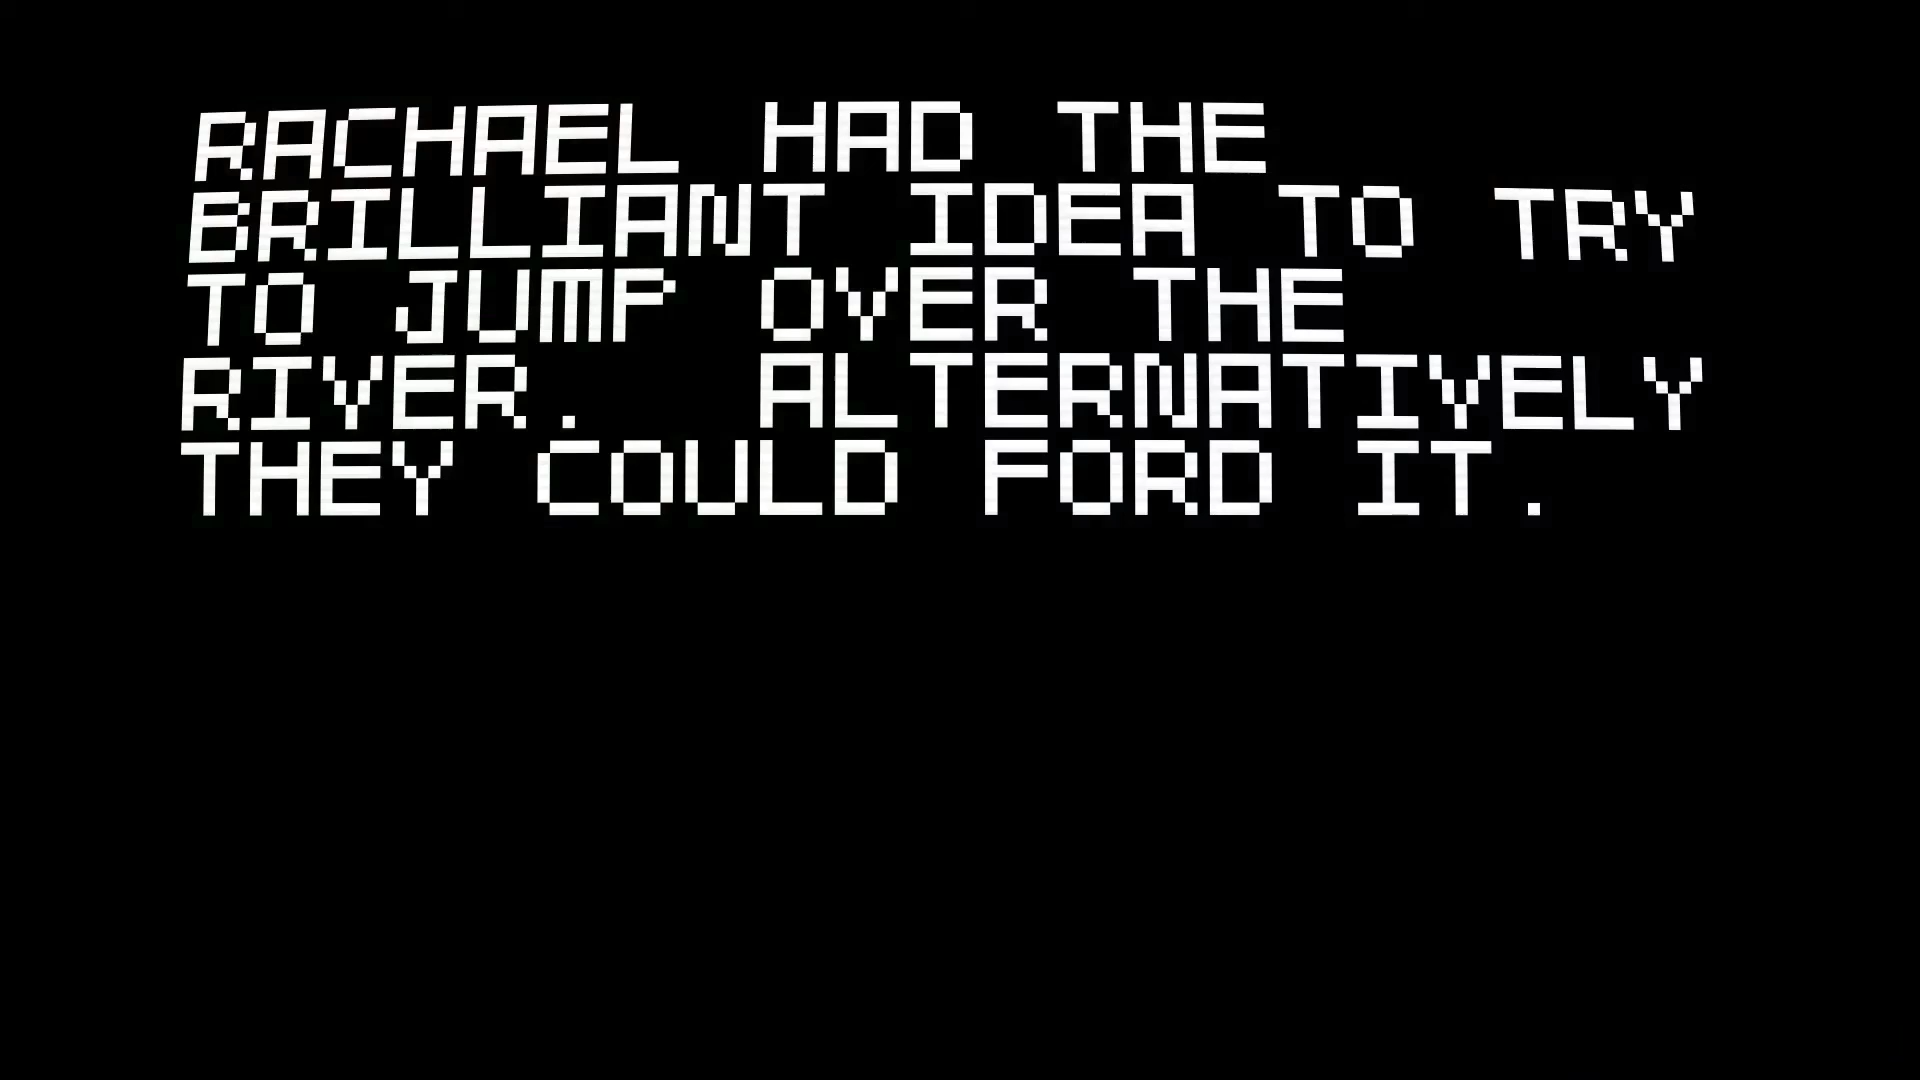 RACHAEL HAD THE
BRILLIANT IDEA TO TRY
TO JUMP OVER THE
RIVER.  ALTERNATIVELY
THEY COULD FORD IT.